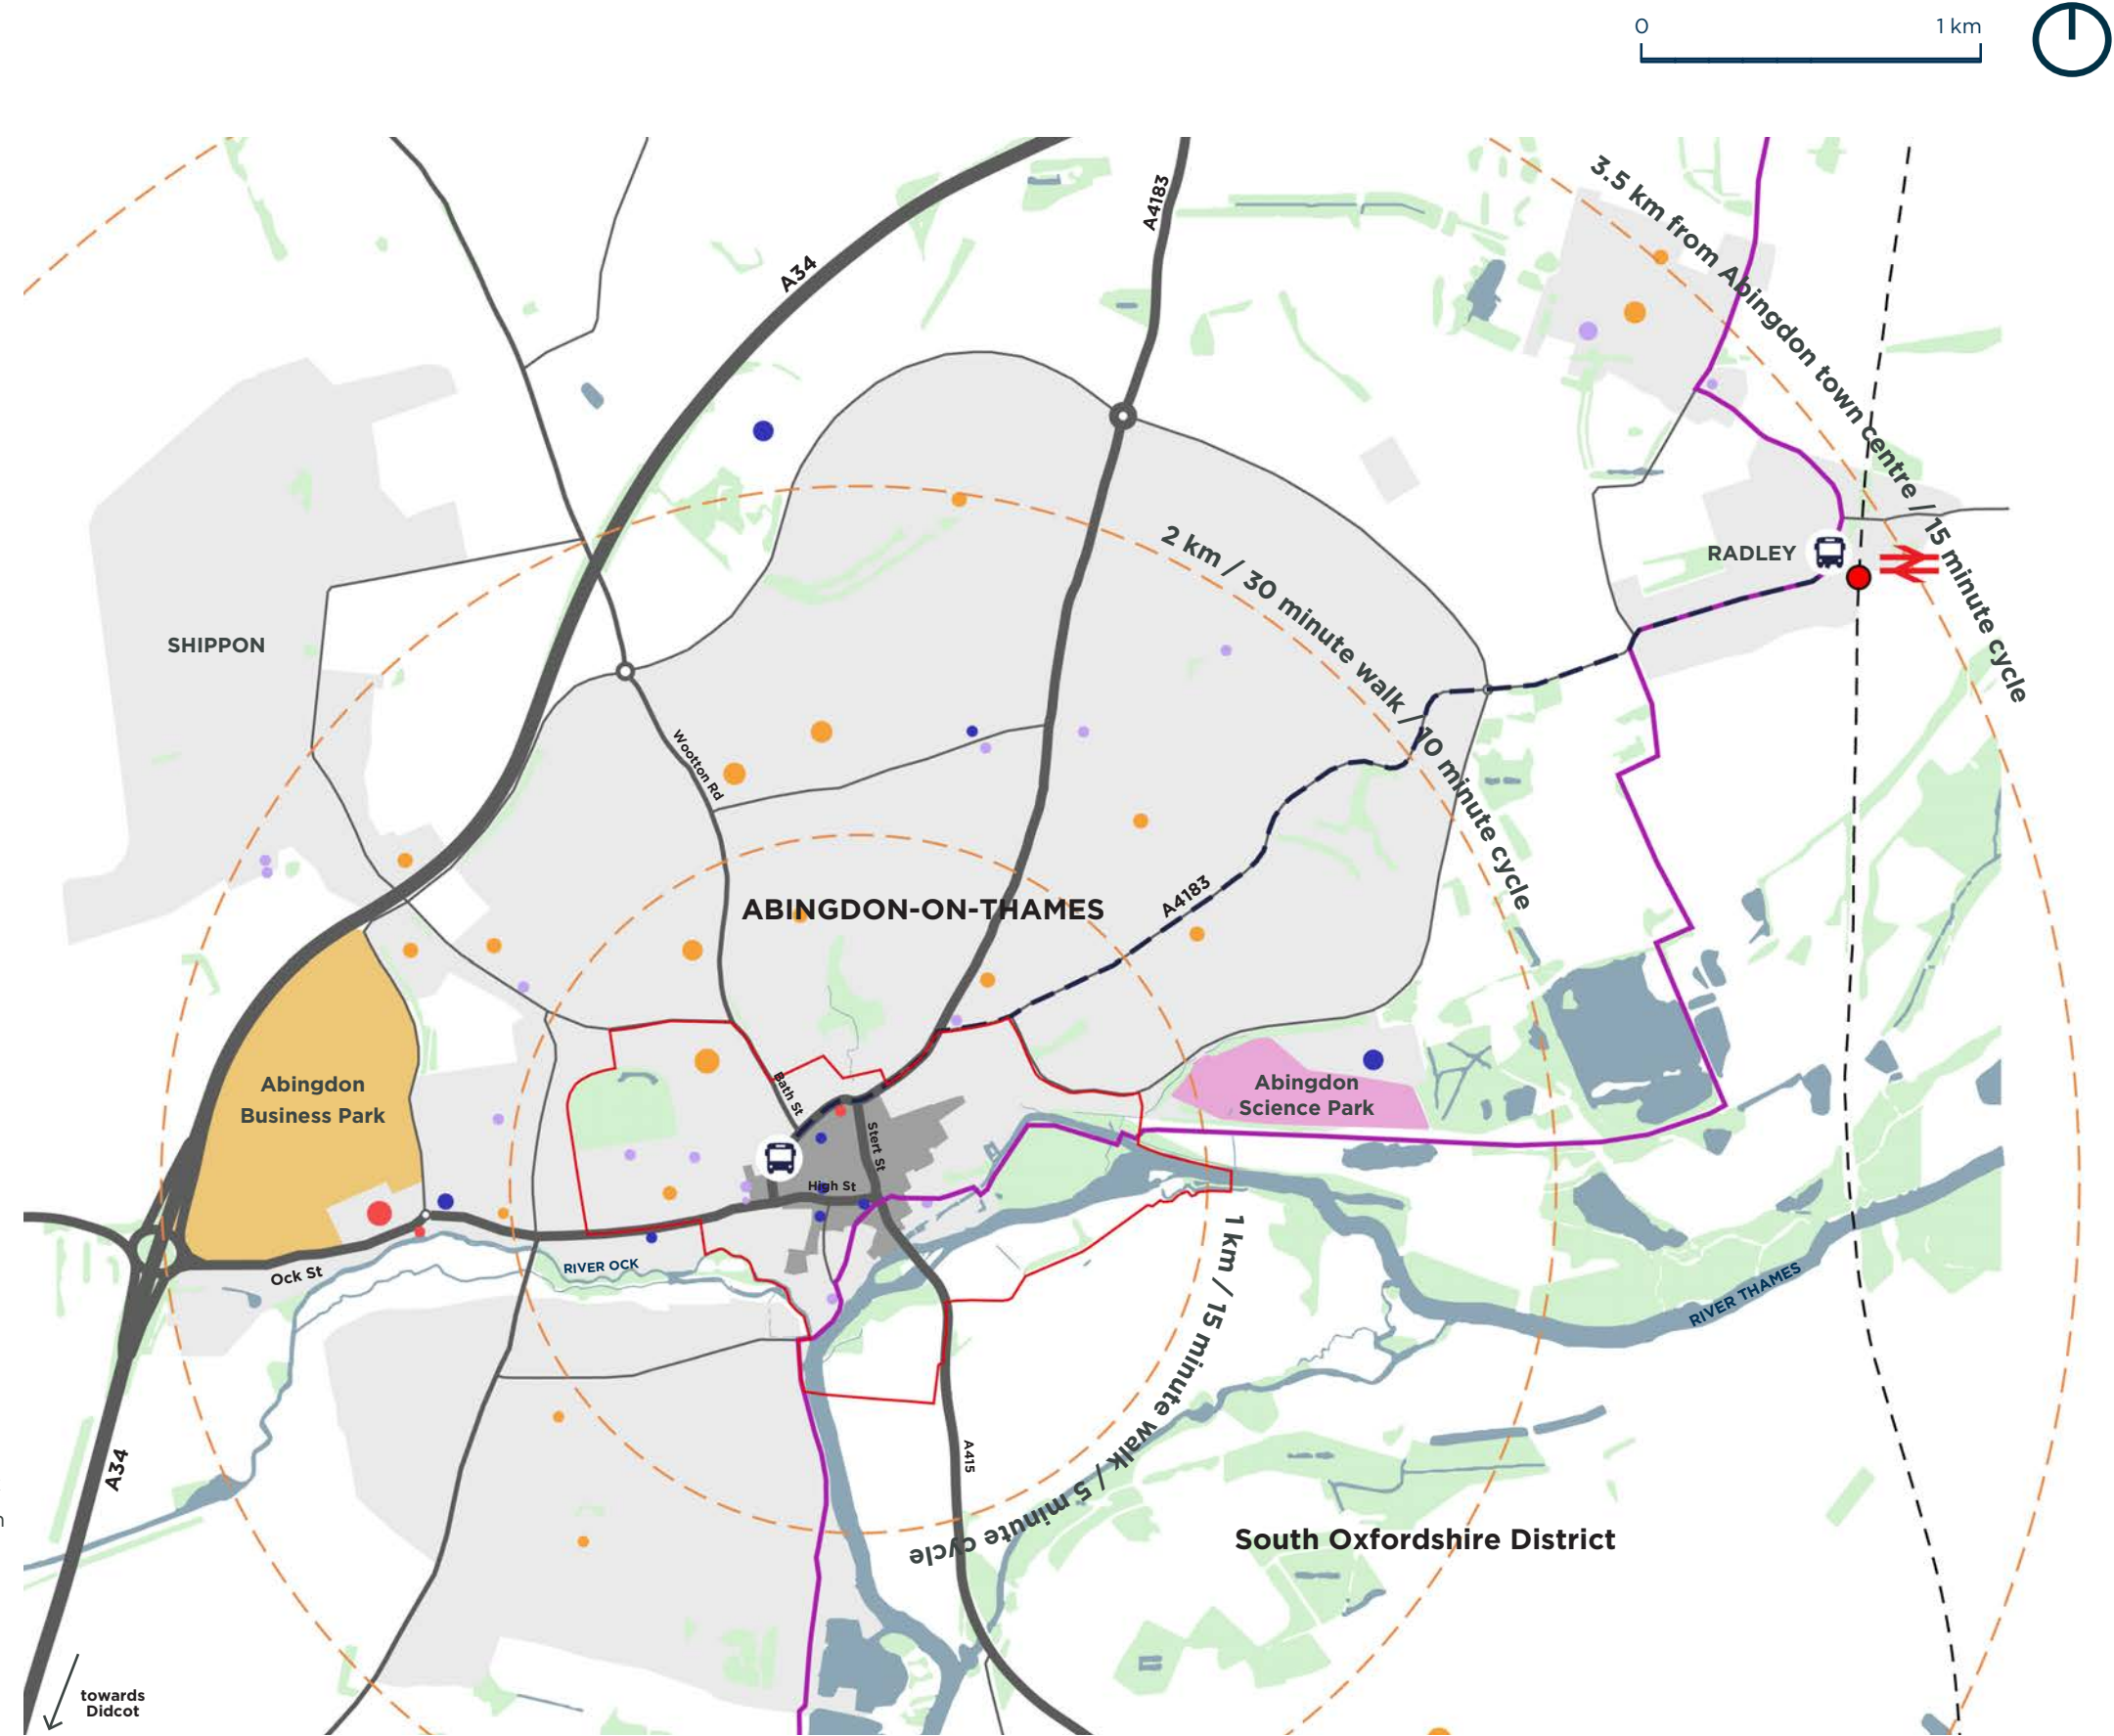 0 1 km
A4183
3.5 km from Abingdon town centre / 15 minute cycle
A34
2 km / 30 minute walk / 10 minute cycle
RADLEY
SHIPPON
Wootton Rd
A4183
ABINGDON-ON-THAMES
Abingdon
Business Park
Bath St
Abingdon
Science Park
Stert St
High St
RIVER OCK
Ock St
1 km / 15 minute walk / 5 minute cycle
RIVER THAMES
A34
A415
South Oxfordshire District
towards
Didcot